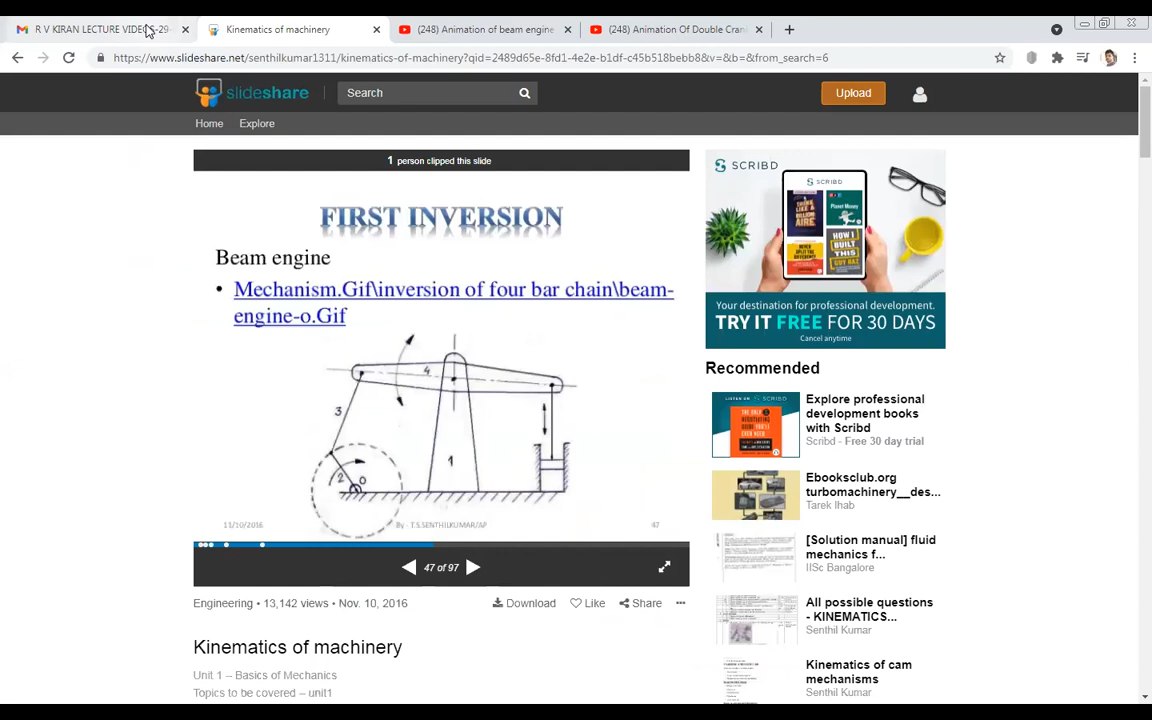 R V KIRAN LECTURE VIDEOS-29-
Kinematics of machinery
(248) Animation of beam engine
(248) Animation Of Double Cran
https://www.slideshare.net/senthilkumar1311/kinematics-of-machinery?qid=2489d65e-8fd1-4e2e-b1df-c45b518bebb8&v=&b=&from_search=6
slideshare
Search
Upload
Home
Explore
1 person clipped this slide
FIRST INVERSION
Beam engine
• Mechanism.Gif\inversion of four bar chain\beam-
engine-o.Gif
4
3
1
2
O
11/10/2016
By - T.S.SENTHILKUMAR/AP
47
47 of 97
Engineering • 13,142 views • Nov. 10, 2016
Download
Like
Share
Kinematics of machinery
Unit 1 – Basics of Mechanics
Topics to be covered – unit1
SCRIBD
SCRIBD
Your destination for professional development.
TRY IT FREE FOR 30 DAYS
Cancel anytime
Recommended
Explore professional
development books
with Scribd
Scribd - Free 30 day trial
Ebooksclub.org
turbomachinery__des...
Tarek Ihab
[Solution manual] fluid
mechanics f...
IISc Bangalore
All possible questions
- KINEMATICS...
Senthil Kumar
Kinematics of cam
mechanisms
Senthil Kumar